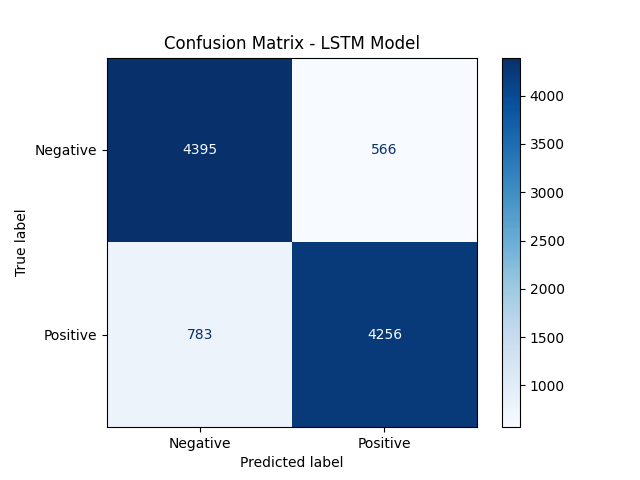 Confusion Matrix - LSTM Model
True label
Negative
Positive
4395
566
783
4256
Negative
Positive
Predicted label
4000
3500
3000
2500
2000
1500
1000